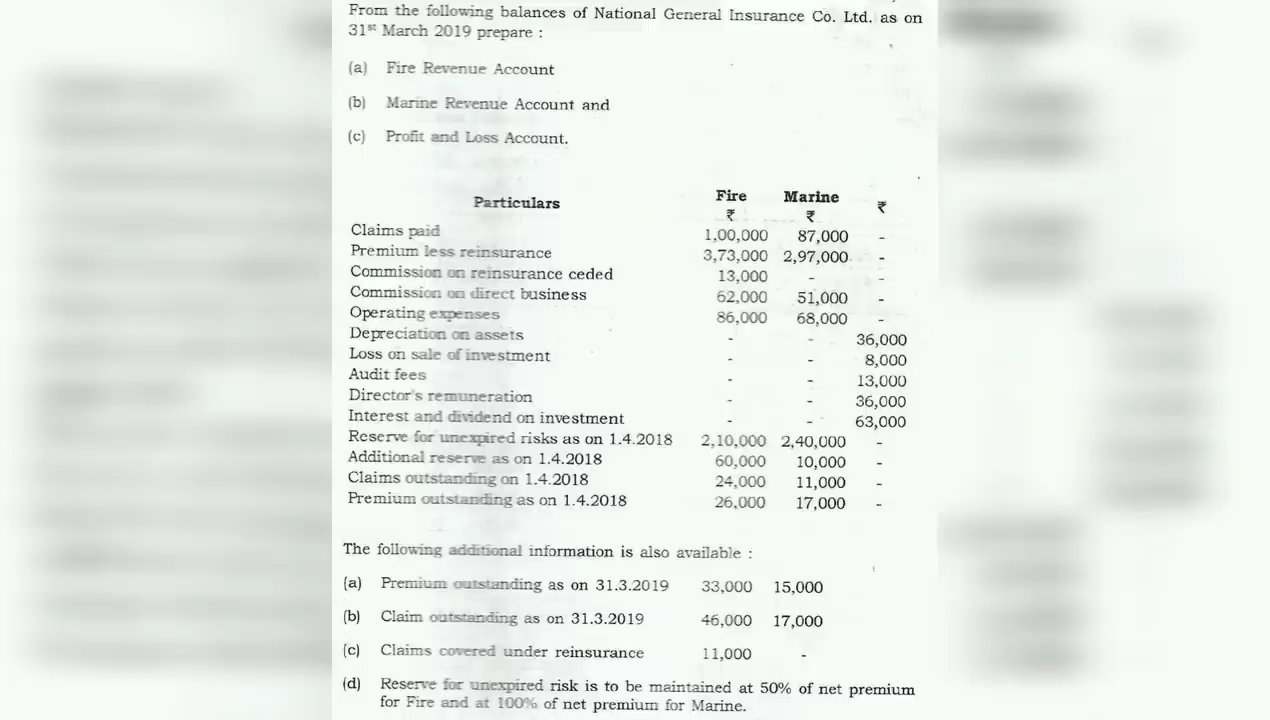 From the following balances of National General Insurance Co. Ltd. as on
31st March 2019 prepare :
(a) Fire Revenue Account
(b) Marine Revenue Account and
(c) Profit and Loss Account.
Particulars Fire Marine ₹
₹ ₹
Claims paid 1,00,000 87,000 -
Premium less reinsurance 3,73,000 2,97,000 -
Commission on reinsurance ceded 13,000 - -
Commission on direct business 62,000 51,000 -
Operating expenses 86,000 68,000 -
Depreciation on assets - - 36,000
Loss on sale of investment - - 8,000
Audit fees - - 13,000
Director's remuneration - - 36,000
Interest and dividend on investment - - 63,000
Reserve for unexpired risks as on 1.4.2018 2,10,000 2,40,000 -
Additional reserve as on 1.4.2018 60,000 10,000 -
Claims outstanding on 1.4.2018 24,000 11,000 -
Premium outstanding as on 1.4.2018 26,000 17,000 -
The following additional information is also available :
(a) Premium outstanding as on 31.3.2019 33,000 15,000
(b) Claim outstanding as on 31.3.2019 46,000 17,000
(c) Claims covered under reinsurance 11,000 -
(d) Reserve for unexpired risk is to be maintained at 50% of net premium
for Fire and at 100% of net premium for Marine.